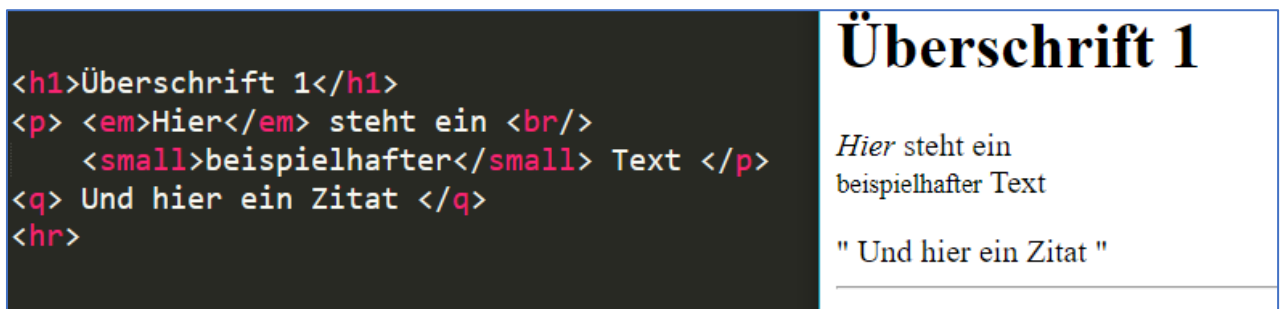 <h1>Überschrift 1</h1>
<p> <em>Hier</em> steht ein <br/>
    <small>beispielhafter</small> Text </p>
<q> Und hier ein Zitat </q>
<hr>
Überschrift 1
Hier steht ein
beispielhafter Text
" Und hier ein Zitat "